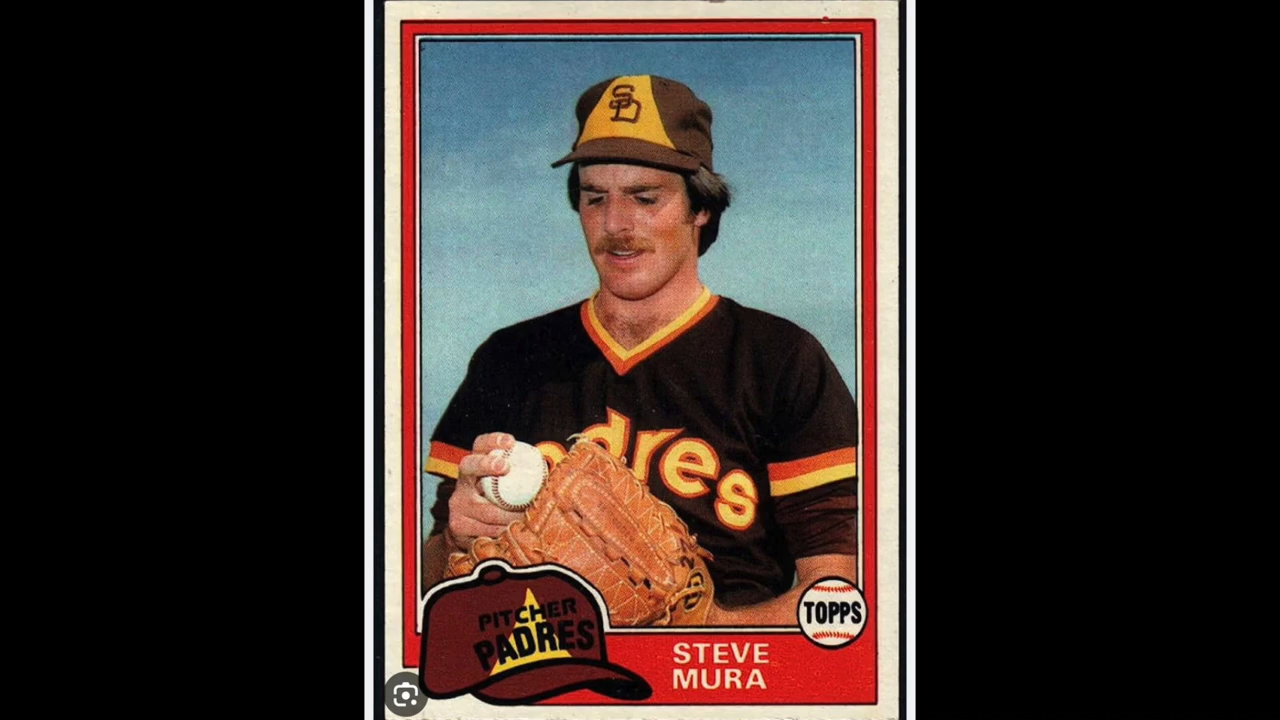 SD
Padres
PITCHER
PADRES
STEVE
MURA
TOPPS